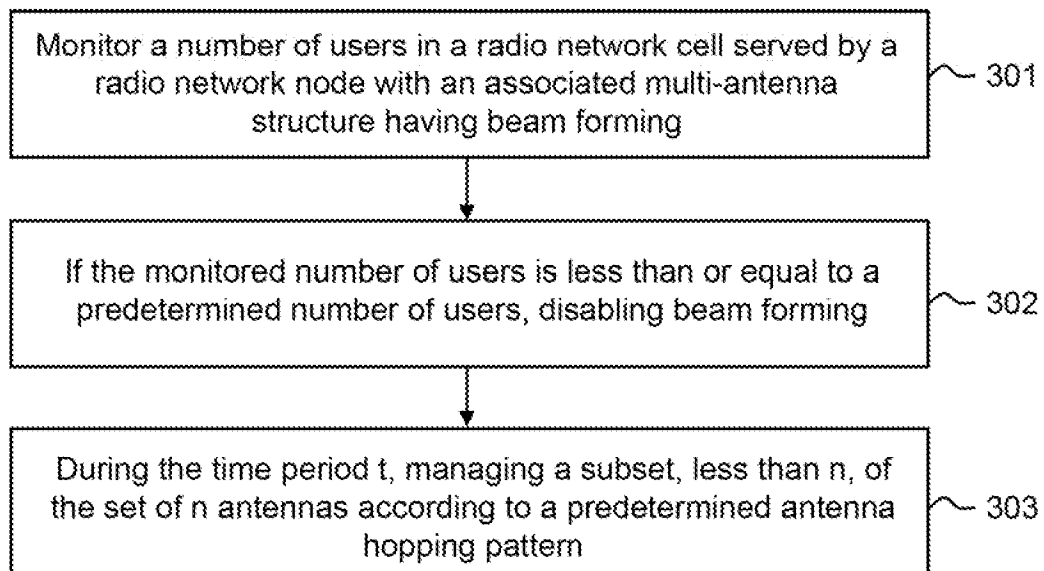 Monitor a number of users in a radio network cell served by a
radio network node with an associated multi-antenna
structure having beam forming
301
If the monitored number of users is less than or equal to a
predetermined number of users, disabling beam forming
302
During the time period t, managing a subset, less than n, of
the set of n antennas according to a predetermined antenna
hopping pattern
303